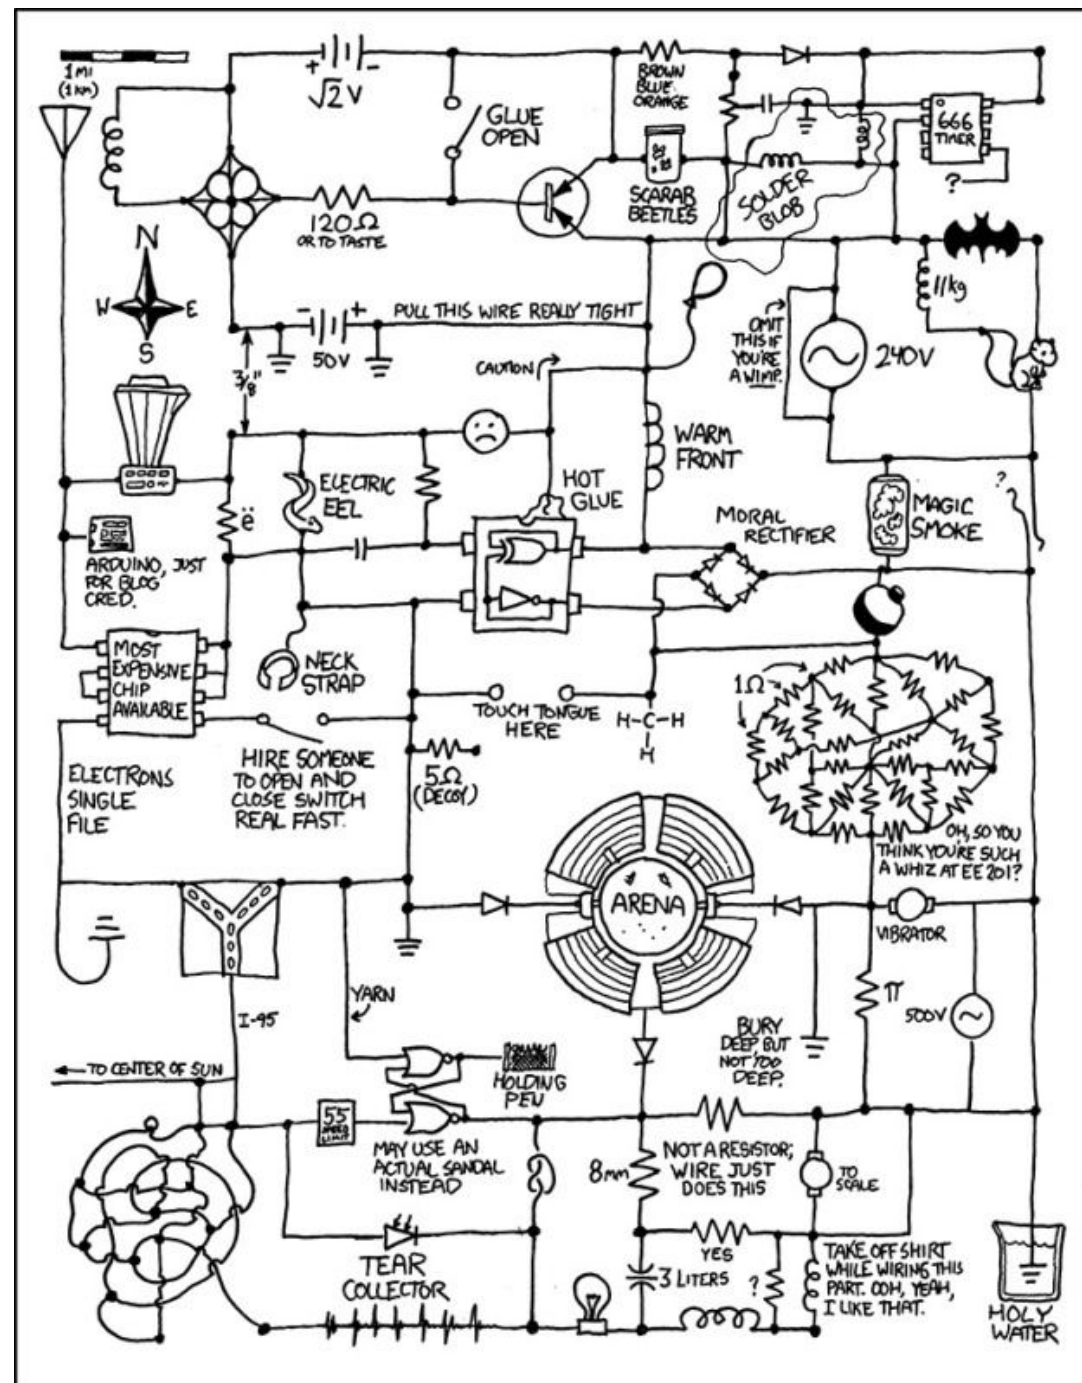 1 MI
(1 KM)
+ -
√2 V
GLUE
OPEN
BROWN
BLUE
ORANGE
666
TIMER
?
120Ω
OR TO TASTE
SCARAB
BEETLES
SOLDER
BLOB
N
W E
S
- +
50V
PULL THIS WIRE REALLY TIGHT
3/8"
CAUTION
OMIT
THIS IF
YOU'RE
A WIMP.
240V
11kg
ELECTRIC
EEL
ë
HOT
GLUE
WARM
FRONT
MORAL
RECTIFIER
MAGIC
SMOKE
?
ARDUINO, JUST
FOR BLOG
CRED.
MOST
EXPENSIVE
CHIP
AVAILABLE
NECK
STRAP
TOUCH TONGUE
HERE
H-C-H
H
1Ω
HIRE SOMEONE
TO OPEN AND
CLOSE SWITCH
REAL FAST.
5Ω
(DECOY)
ELECTRONS
SINGLE
FILE
OH, SO YOU
THINK YOU'RE SUCH
A WHIZ AT EE 201?
ARENA
VIBRATOR
YARN
I-95
π
500V
BURY
DEEP, BUT
NOT TOO
DEEP.
TO CENTER OF SUN
HOLDING
PEN
55
SPEED
LIMIT
MAY USE AN
ACTUAL SANDAL
INSTEAD
8mm
NOT A RESISTOR;
WIRE JUST
DOES THIS
TO
SCALE
TEAR
COLLECTOR
YES
3 LITERS
?
TAKE OFF SHIRT
WHILE WIRING THIS
PART. OOH, YEAH,
I LIKE THAT.
HOLY
WATER